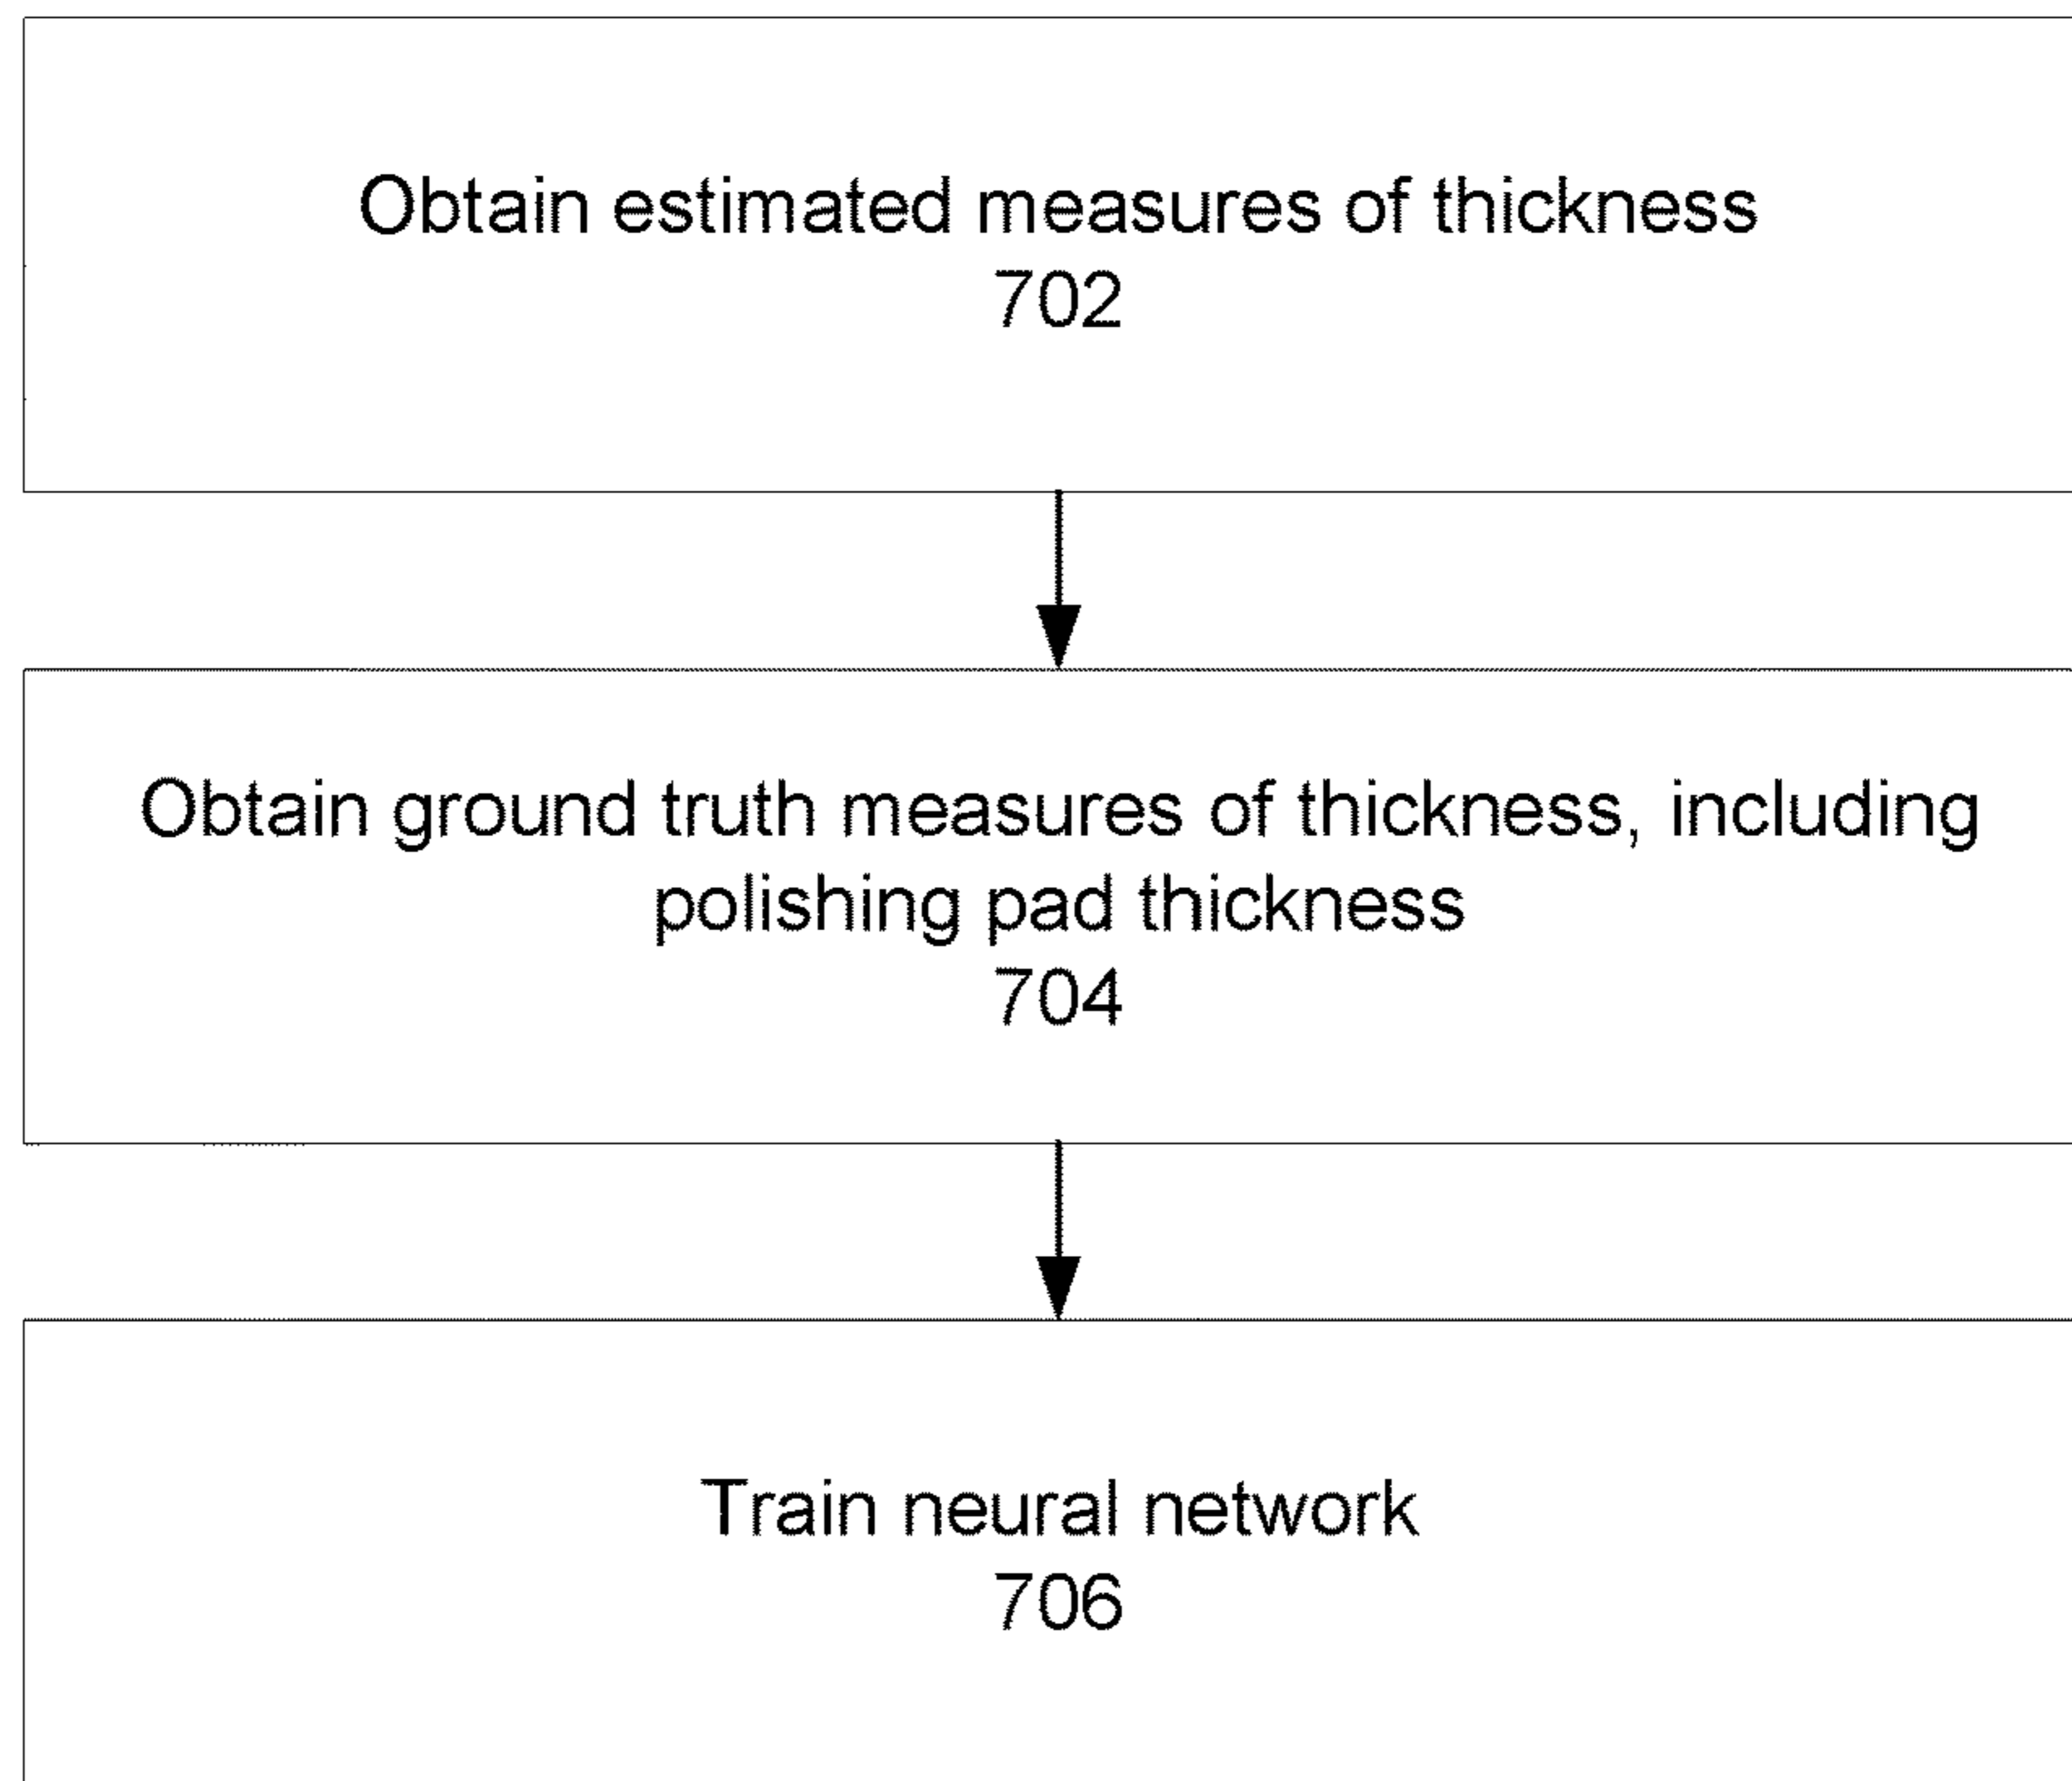 Obtain estimated measures of thickness
702
Obtain ground truth measures of thickness, including
polishing pad thickness
704
Train neural network
706